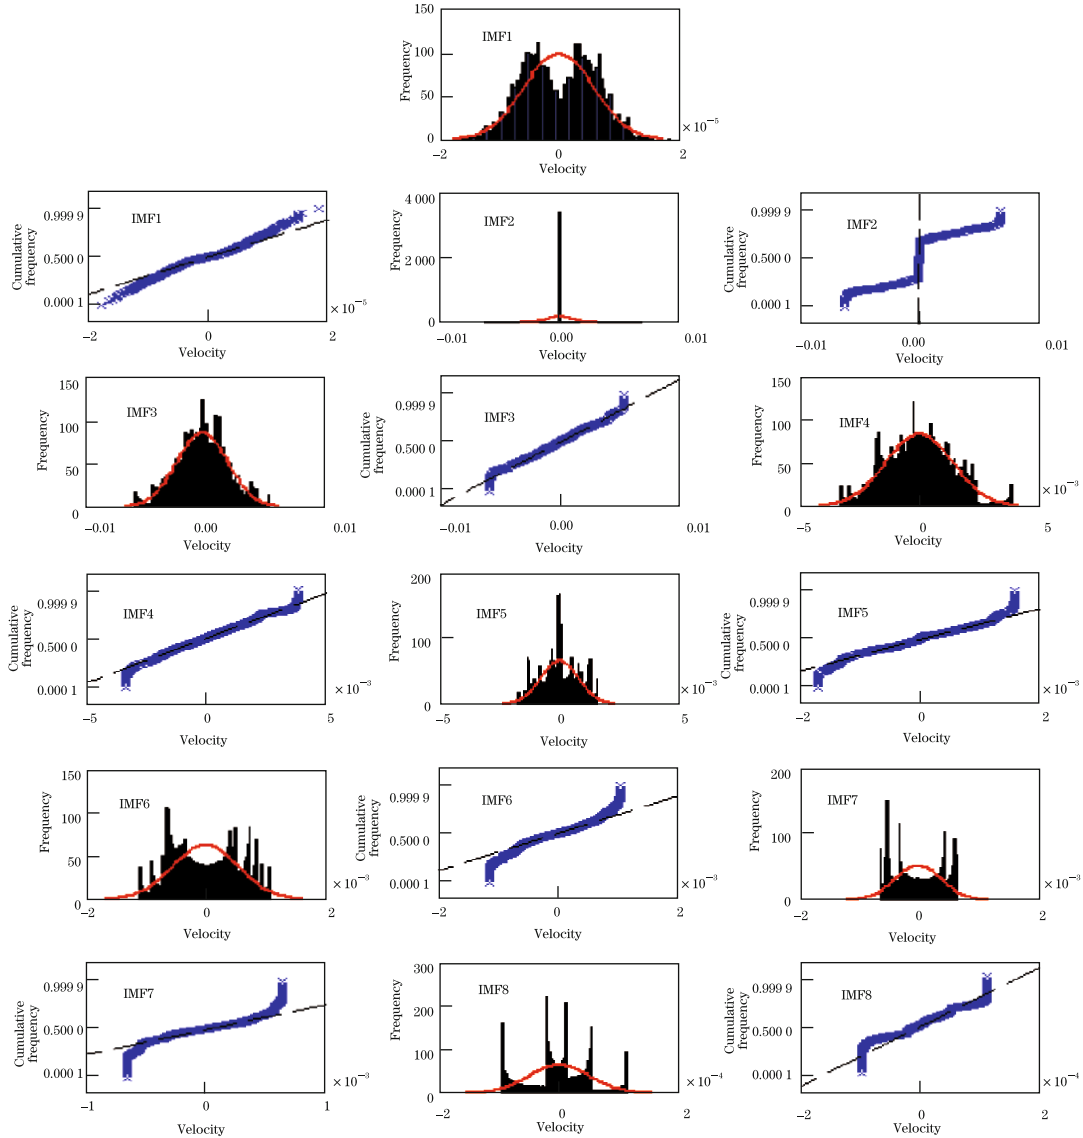 150
100
50
0
Frequency
IMF1
× 10⁻⁵
−2
0
2
Velocity
0.999 9
0.500 0
0.000 1
Cumulative
frequency
IMF1
× 10⁻⁵
−2
0
2
Velocity
4 000
2 000
0
Frequency
IMF2
−0.01
0.00
0.01
Velocity
0.999 9
0.500 0
0.000 1
Cumulative
frequency
IMF2
−0.01
0.00
0.01
Velocity
150
100
50
0
Frequency
IMF3
−0.01
0.00
0.01
Velocity
0.999 9
0.500 0
0.000 1
Cumulative
frequency
IMF3
−0.01
0.00
0.01
Velocity
150
100
50
0
Frequency
IMF4
× 10⁻³
−5
0
5
Velocity
0.999 9
0.500 0
0.000 1
Cumulative
frequency
IMF4
× 10⁻³
−5
0
5
Velocity
200
100
0
Frequency
IMF5
× 10⁻³
−5
0
5
Velocity
0.999 9
0.500 0
0.000 1
Cumulative
frequency
IMF5
× 10⁻³
−2
0
2
Velocity
150
100
50
0
Frequency
IMF6
× 10⁻³
−2
0
2
Velocity
0.999 9
0.500 0
0.000 1
Cumulative
frequency
IMF6
× 10⁻³
−2
0
2
Velocity
200
100
0
Frequency
IMF7
× 10⁻³
−2
0
2
Velocity
0.999 9
0.500 0
0.000 1
Cumulative
frequency
IMF7
× 10⁻³
−1
0
1
Velocity
300
200
100
0
Frequency
IMF8
× 10⁻⁴
−2
0
2
Velocity
0.999 9
0.500 0
0.000 1
Cumulative
frequency
IMF8
× 10⁻⁴
−2
0
2
Velocity